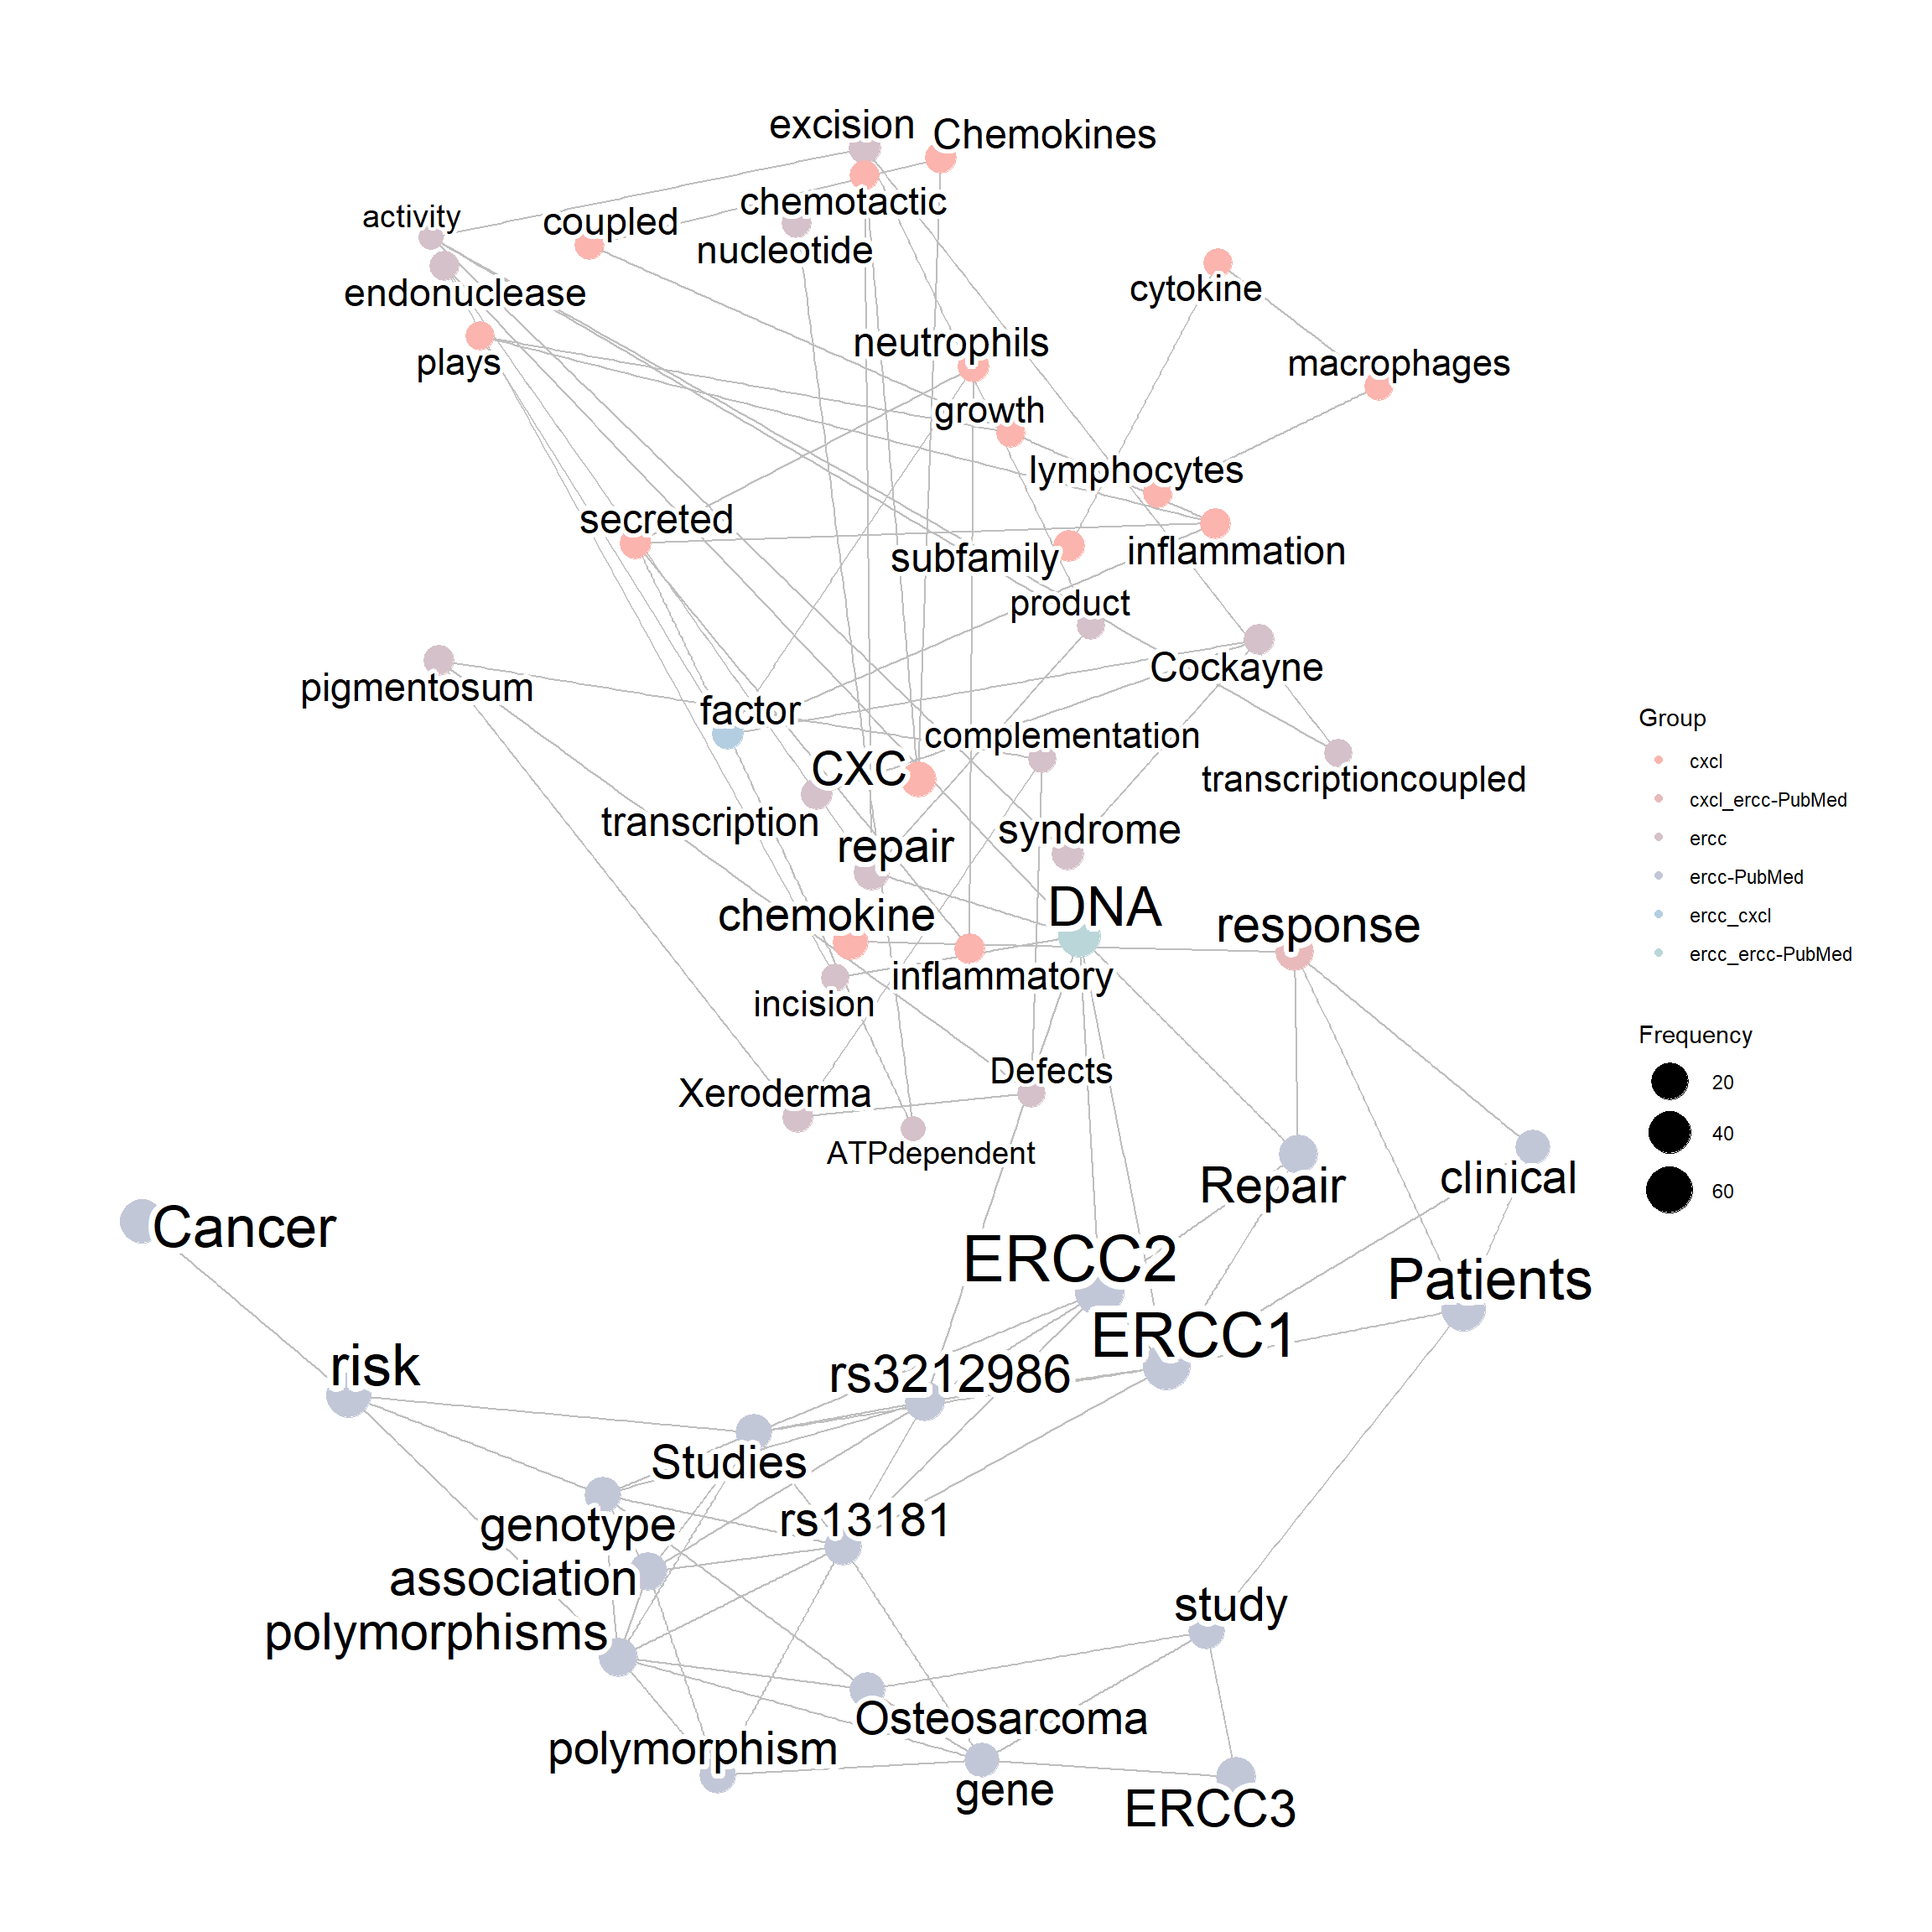 excision
Chemokines
chemotactic
activity
coupled
nucleotide
endonuclease
cytokine
neutrophils
plays
macrophages
growth
lymphocytes
secreted
subfamily
inflammation
product
Cockayne
pigmentosum
factor
complementation
CXC
transcriptioncoupled
transcription
repair
syndrome
DNA
chemokine
response
inflammatory
incision
Defects
Xeroderma
ATPdependent
Repair
clinical
Cancer
ERCC2
Patients
ERCC1
risk
rs3212986
Studies
rs13181
genotype
association
study
polymorphisms
Osteosarcoma
polymorphism
gene
ERCC3
Group
cxcl
cxcl_ercc-PubMed
ercc
ercc-PubMed
ercc_cxcl
ercc_ercc-PubMed
Frequency
20
40
60